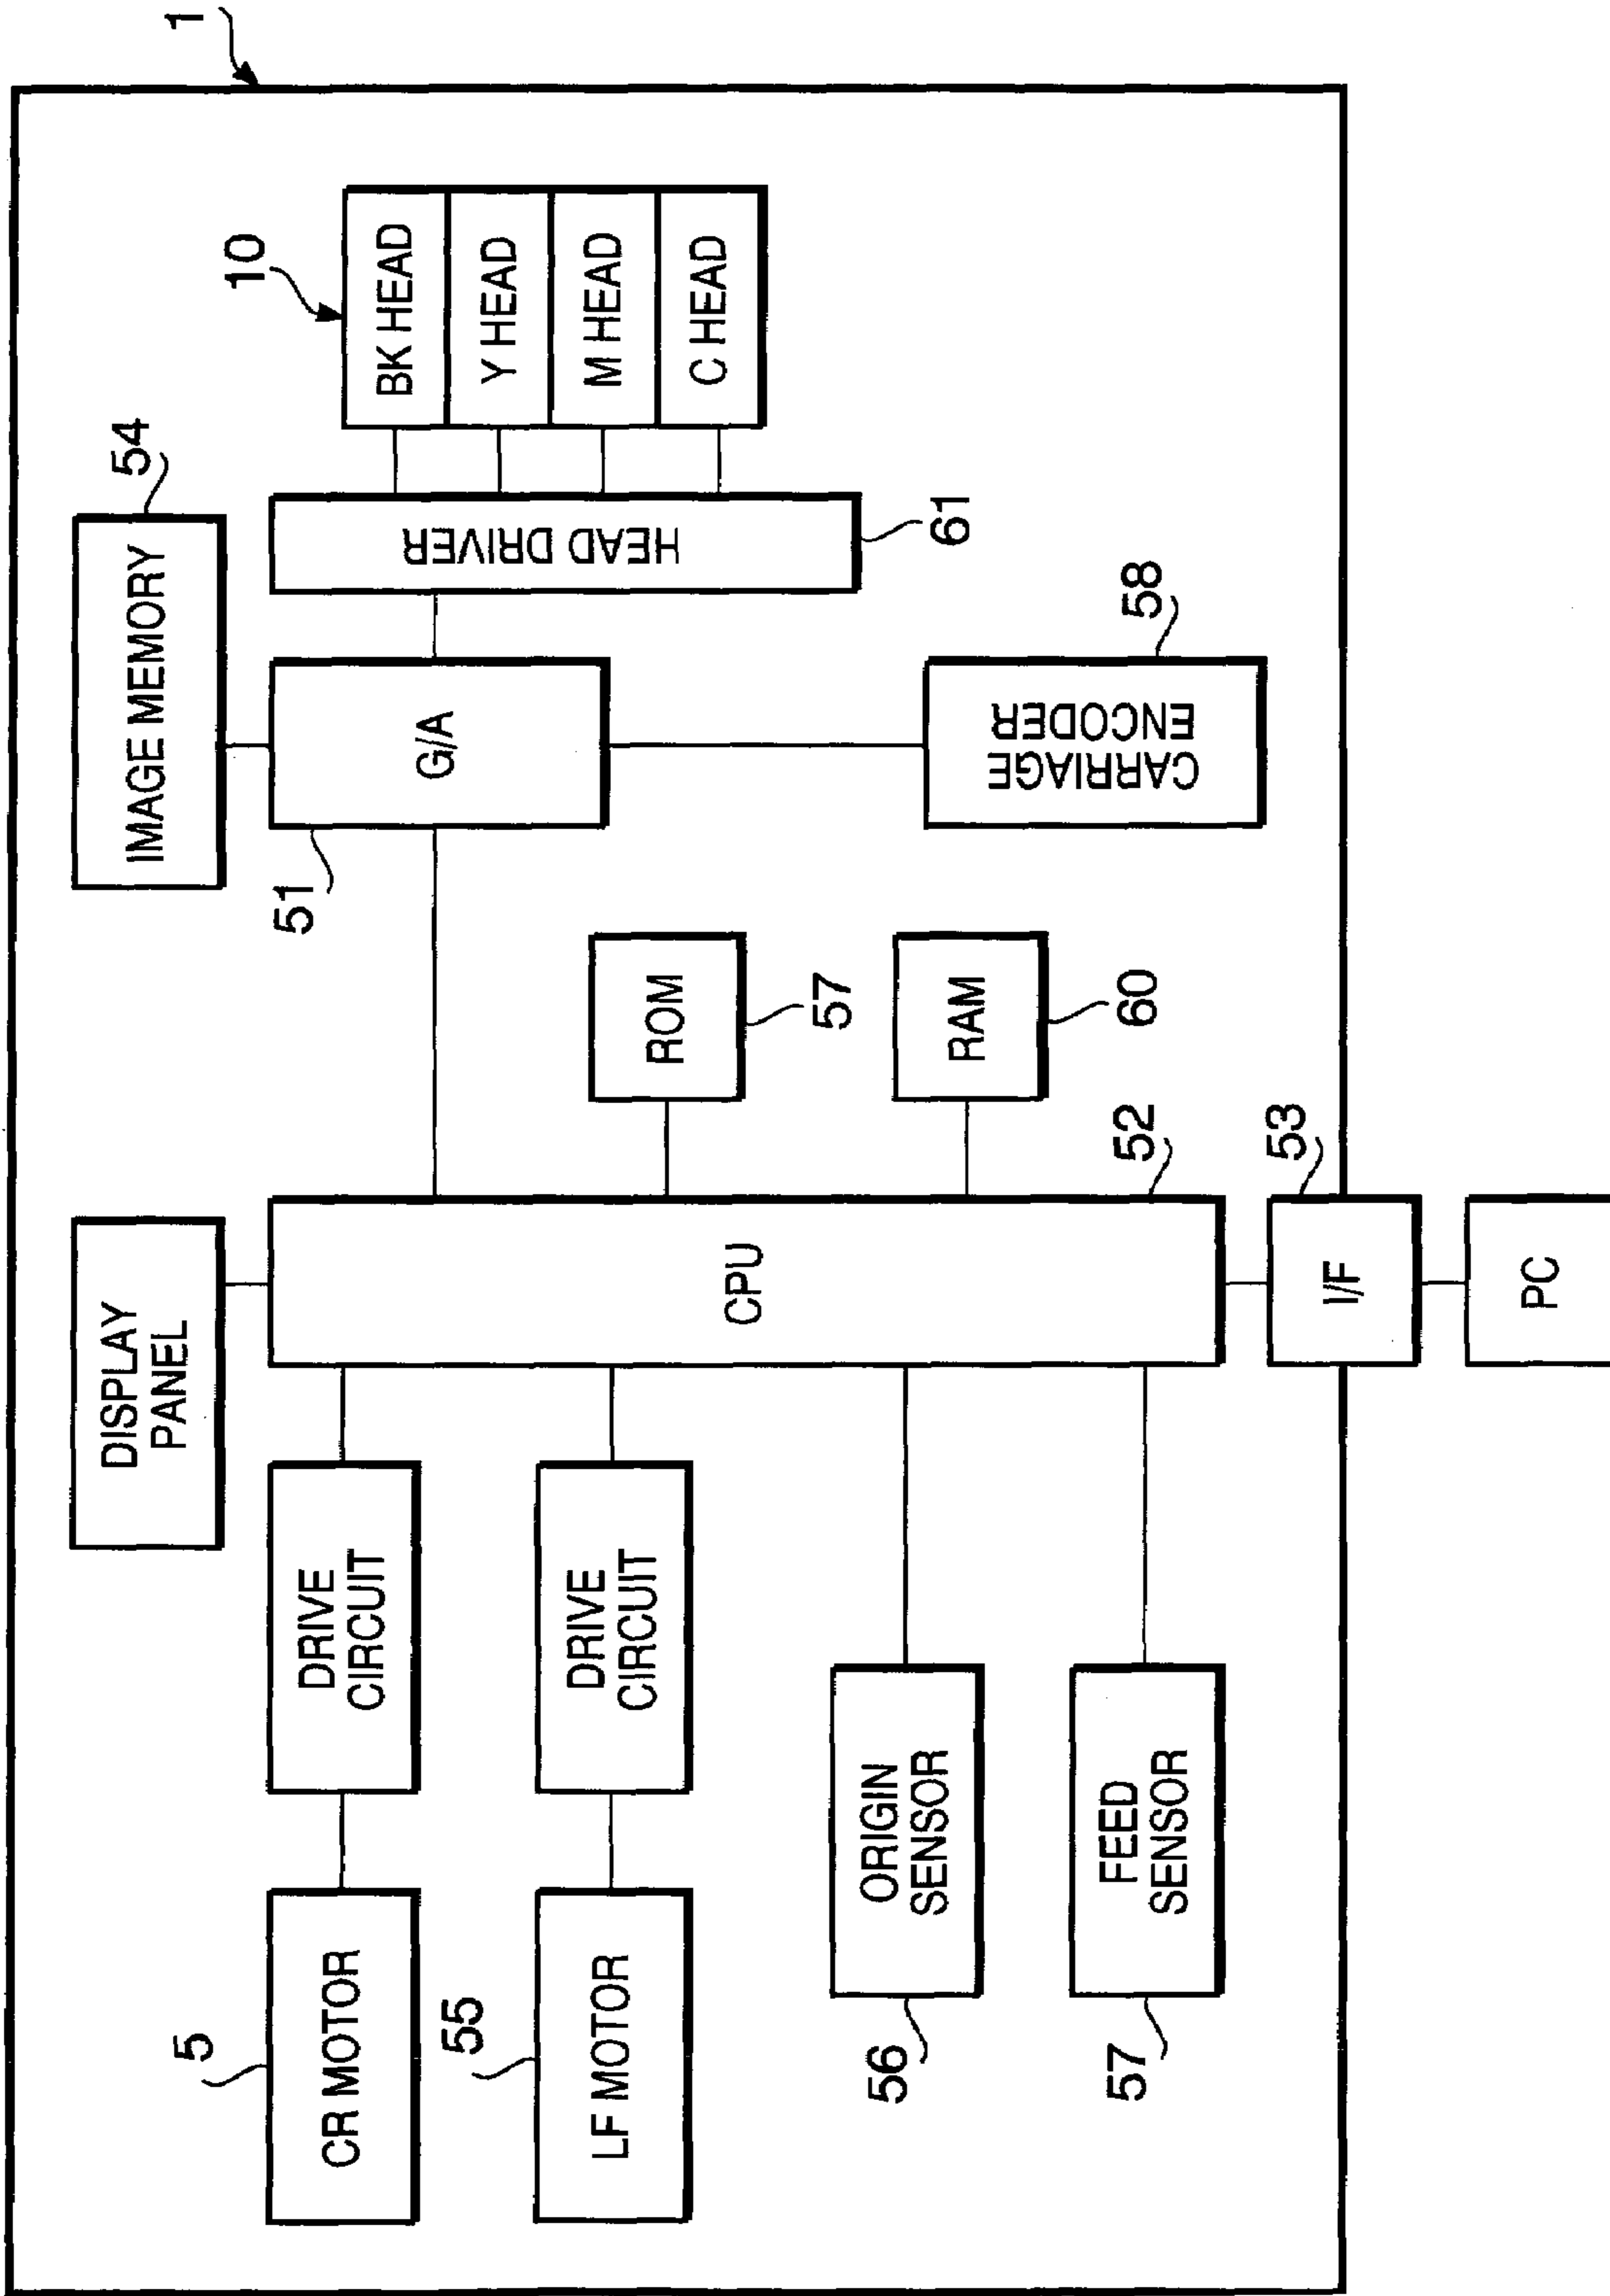 1
IMAGE MEMORY
54
DISPLAY
PANEL
10
BK HEAD
Y HEAD
M HEAD
C HEAD
HEAD DRIVER
61
G/A
51
CARRIAGE
ENCODER
58
ROM
57
RAM
60
CPU
52
I/F
53
PC
DRIVE
CIRCUIT
CR MOTOR
5
DRIVE
CIRCUIT
LF MOTOR
55
ORIGIN
SENSOR
56
FEED
SENSOR
57